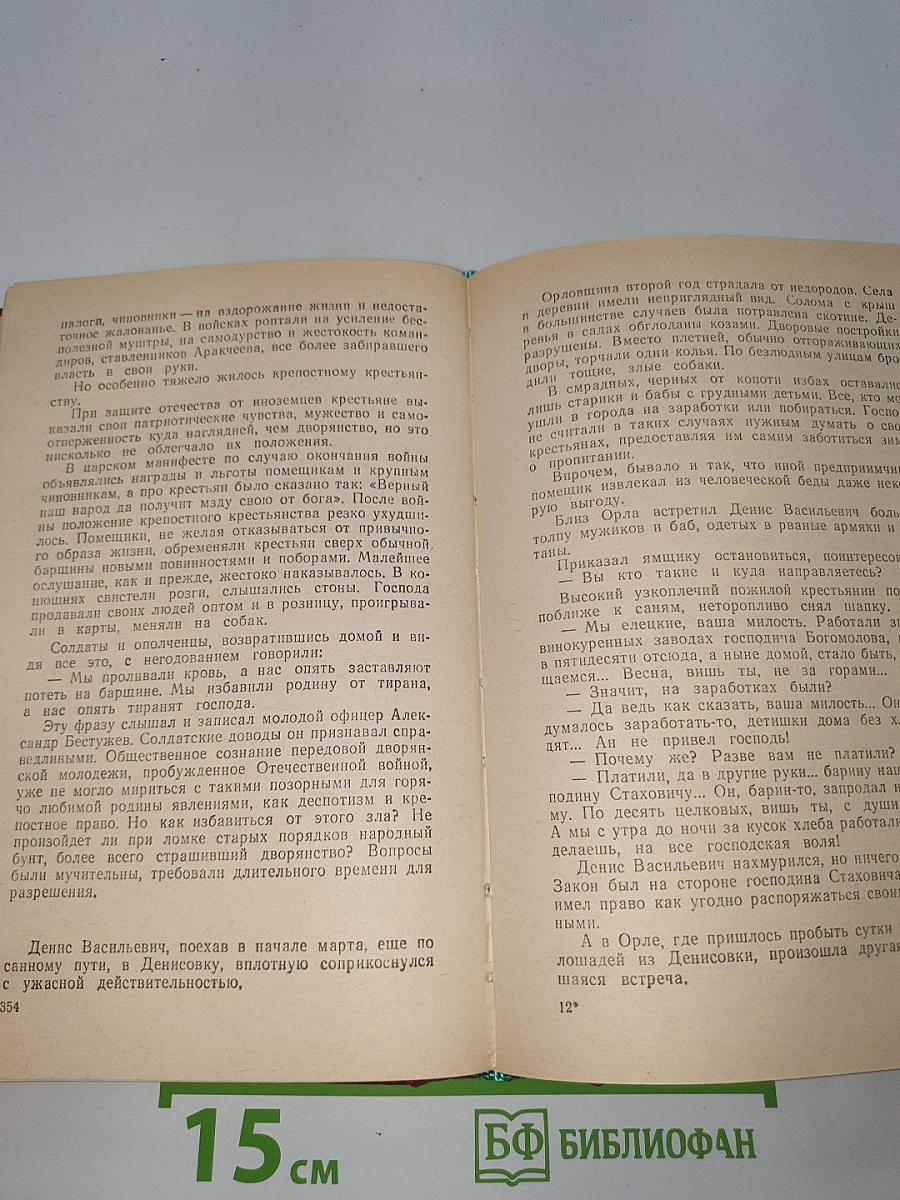 налоги, чиновники — на вздорожание жизни и недоста-
точное жалованье. В войсках роптали на усиление бес-
полезной муштры, на самодурство и жестокость коман-
диров, ставленников Аракчеева, все более забиравшего
власть в свои руки.
Но особенно тяжело жилось крепостному крестьян-
ству.
При защите отечества от иноземцев крестьяне вы-
казали свои патриотические чувства, мужество и само-
отверженность куда наглядней, чем дворянство, но это
нисколько не облегчало их положения.
В царском манифесте по случаю окончания войны
объявлялись награды и льготы помещикам и крупным
чиновникам, а про крестьян было сказано так: «Верный
наш народ да получит мзду свою от бога». После вой-
ны положение крепостного крестьянства резко ухудши-
лось. Помещики, не желая отказываться от привычно-
го образа жизни, обременяли крестьян сверх обычной
барщины новыми повинностями и поборами. Малейшее
ослушание, как и прежде, жестоко наказывалось. В ко-
нюшнях свистели розги, слышались стоны. Господа
продавали своих людей оптом и в розницу, проигрыва-
ли в карты, меняли на собак.
Солдаты и ополченцы, возвратившись домой и ви-
дя все это, с негодованием говорили:
— Мы проливали кровь, а нас опять заставляют
потеть на барщине. Мы избавили родину от тирана,
а нас опять тиранят господа.
Эту фразу слышал и записал молодой офицер Алек-
сандр Бестужев. Солдатские доводы он признавал спра-
ведливыми. Общественное сознание передовой дворян-
ской молодежи, пробужденное Отечественной войной,
уже не могло мириться с такими позорными для горя-
чо любимой родины явлениями, как деспотизм и кре-
постное право. Но как избавиться от этого зла? Не
произойдет ли при ломке старых порядков народный
бунт, более всего страшивший дворянство? Вопросы
были мучительны, требовали длительного времени для
разрешения.
Денис Васильевич, поехав в начале марта, еще по
санному пути, в Денисовку, вплотную соприкоснулся
с ужасной действительностью.
354
Орловщина второй год страдала от недородов. Села
и деревни имели неприглядный вид. Солома с крыш
в большинстве случаев была потравлена скотине. Де-
ревья в садах обглоданы козами. Дворовые постройки
разрушены. Вместо плетней, обычно отгораживающих
дворы, торчали одни колья. По безлюдным улицам бро
дили тощие, злые собаки.
В смрадных, черных от копоти избах оставались
лишь старики и бабы с грудными детьми. Все, кто мо
ушли в города на заработки или побираться. Госпо
не считали в таких случаях нужным думать о сво
крестьянах, предоставляя им самим заботиться зим
о пропитании.
Впрочем, бывало и так, что иной предприимчи
помещик извлекал из человеческой беды даже неко
рую выгоду.
Близ Орла встретил Денис Васильевич боль
толпу мужиков и баб, одетых в рваные армяки и
таны.
Приказал ямщику остановиться, поинтересов
— Вы кто такие и куда направляетесь?
Высокий узкоплечий пожилой крестьянин по
поближе к саням, неторопливо снял шапку.
— Мы елецкие, ваша милость. Работали з
винокуренных заводах господина Богомолова,
в пятидесяти отсюда, а ныне домой, стало быть,
щаемся... Весна, вишь ты, не за горами...
— Значит, на заработках были?
— Да ведь как сказать, ваша милость... Он
думалось заработать-то, детишки дома без х
дят... Ан не привел господь!
— Почему же? Разве вам не платили?
— Платили, да в другие руки... барину наш
подину Стаховичу... Он, барин-то, запродал н
му. По десять целковых, вишь ты, с души
А мы с утра до ночи за кусок хлеба работали
делаешь, на все господская воля!
Денис Васильевич нахмурился, но ничего
Закон был на стороне господина Стаховича
имел право как угодно распоряжаться свои
ными.
А в Орле, где пришлось пробыть сутки
лошадей из Денисовки, произошла другая
шаяся встреча.
12*
15 см
БФ БИБЛИОФАН